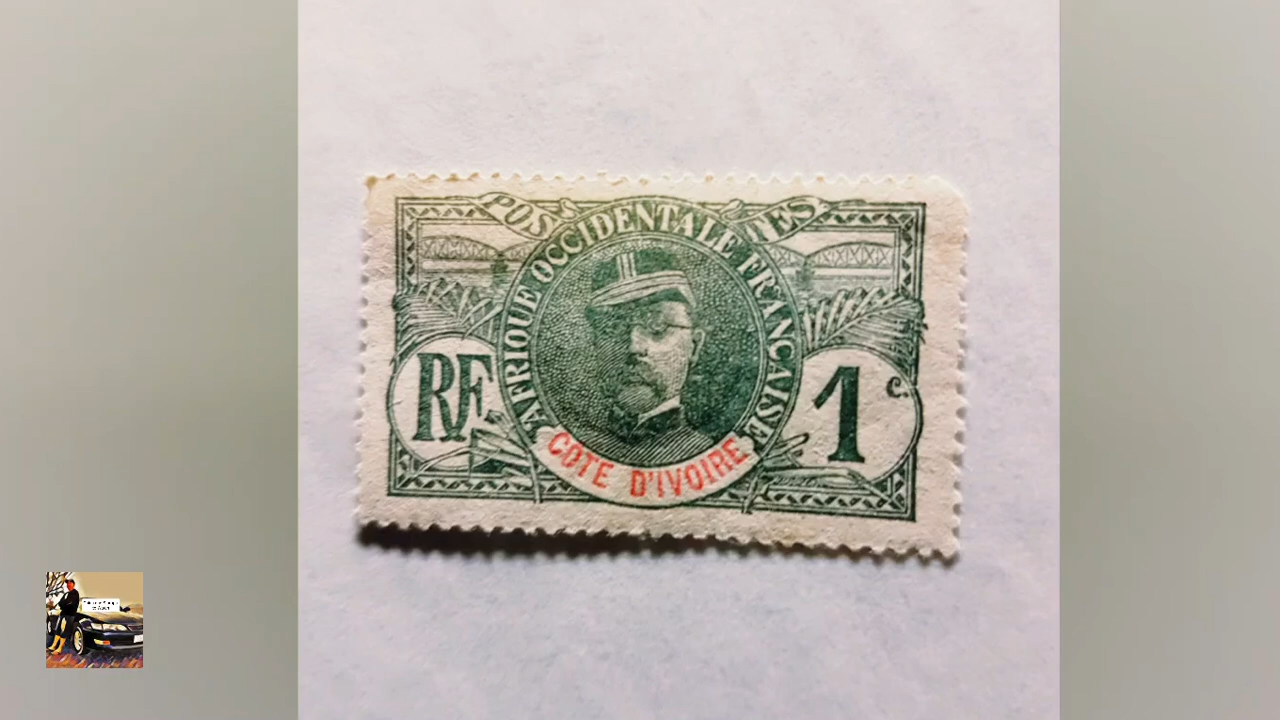 POSTES
AFRIQUE OCCIDENTALE FRANÇAISE
RF
1 c.
COTE D'IVOIRE